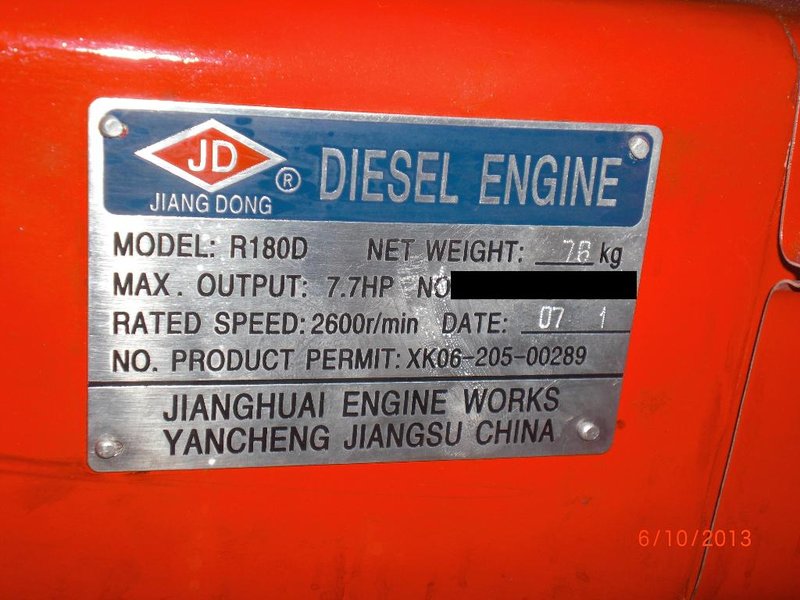 JD
®
JIANG DONG
DIESEL ENGINE
MODEL: R180D NET WEIGHT: 76 kg
MAX. OUTPUT: 7.7HP NO
RATED SPEED: 2600r/min DATE: 07 1
NO. PRODUCT PERMIT: XK06-205-00289
JIANGHUAI ENGINE WORKS
YANCHENG JIANGSU CHINA
6/10/2013